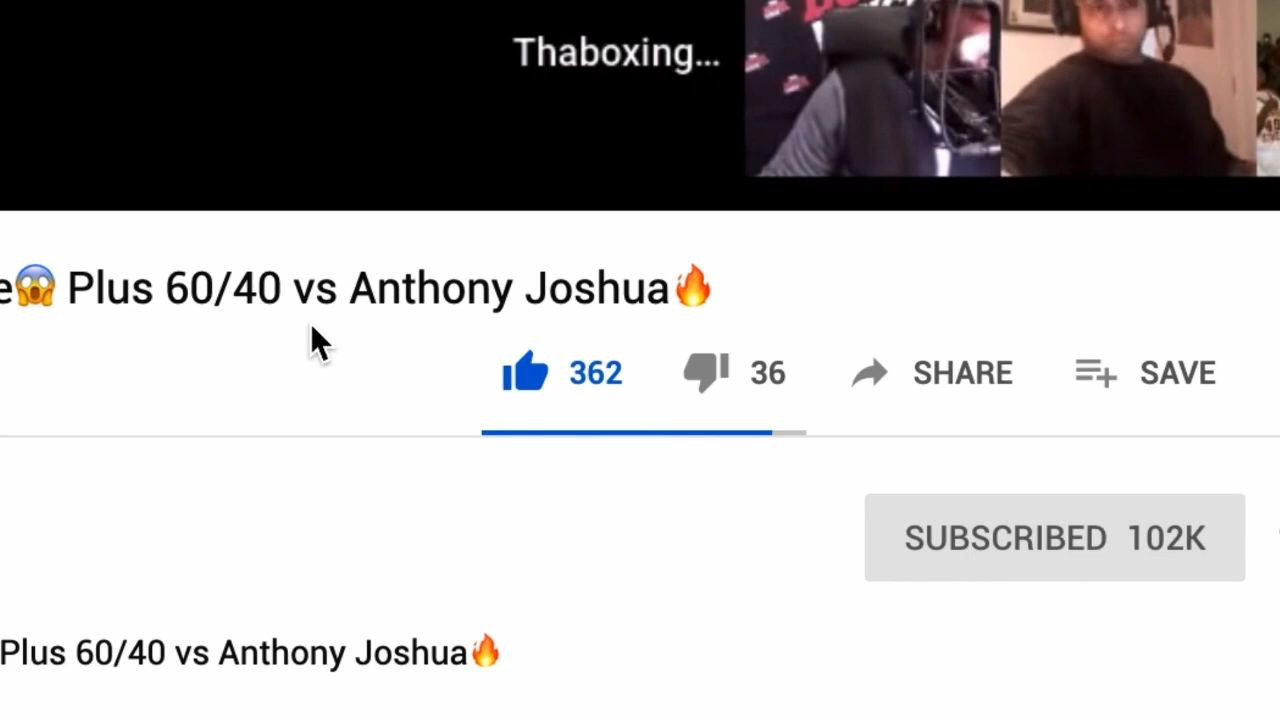 Thaboxing...
e😱 Plus 60/40 vs Anthony Joshua🔥
362 36 SHARE SAVE
SUBSCRIBED 102K
Plus 60/40 vs Anthony Joshua🔥